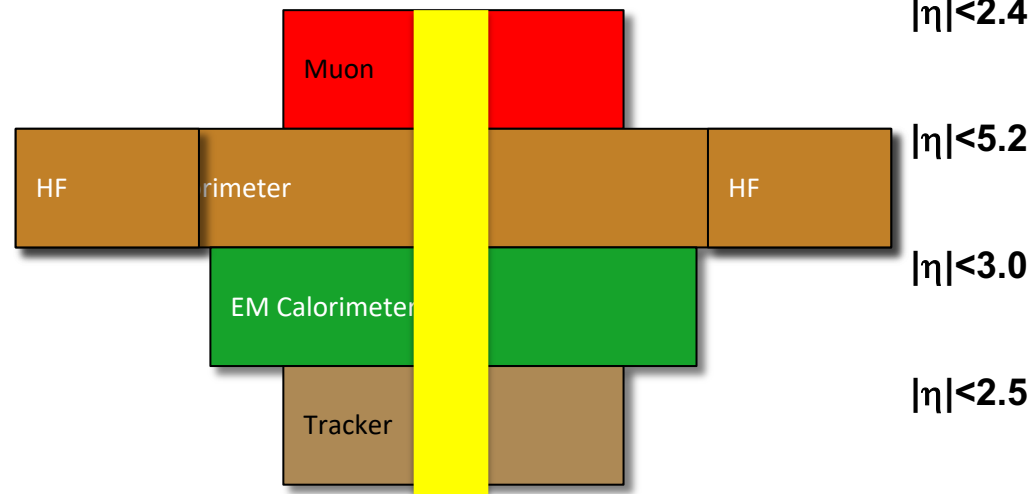 |η|<2.4
Muon
|η|<5.2
HF
rimeter
HF
|η|<3.0
EM Calorimeter
|η|<2.5
Tracker